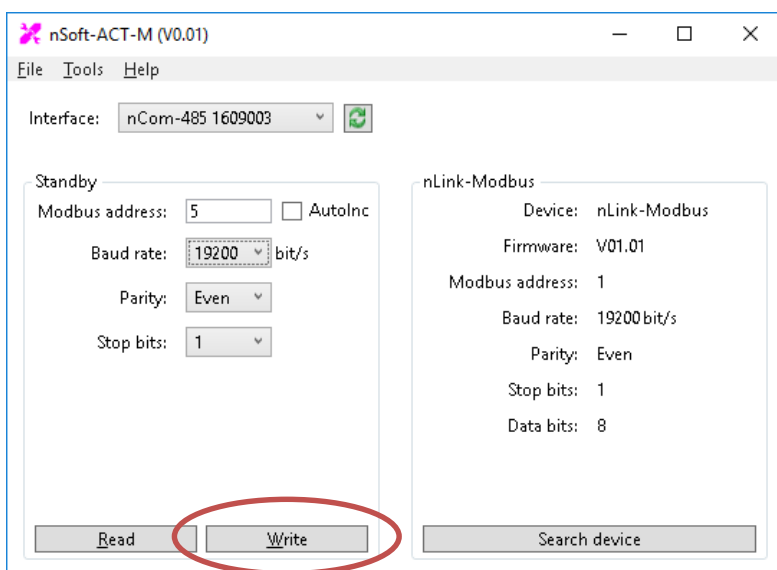 nSoft-ACT-M (V0.01)
File Tools Help
Interface: nCom-485 1609003
Standby
Modbus address: 5 AutoInc
Baud rate: 19200 bit/s
Parity: Even
Stop bits: 1
Read Write
nLink-Modbus
Device: nLink-Modbus
Firmware: V01.01
Modbus address: 1
Baud rate: 19200 bit/s
Parity: Even
Stop bits: 1
Data bits: 8
Search device